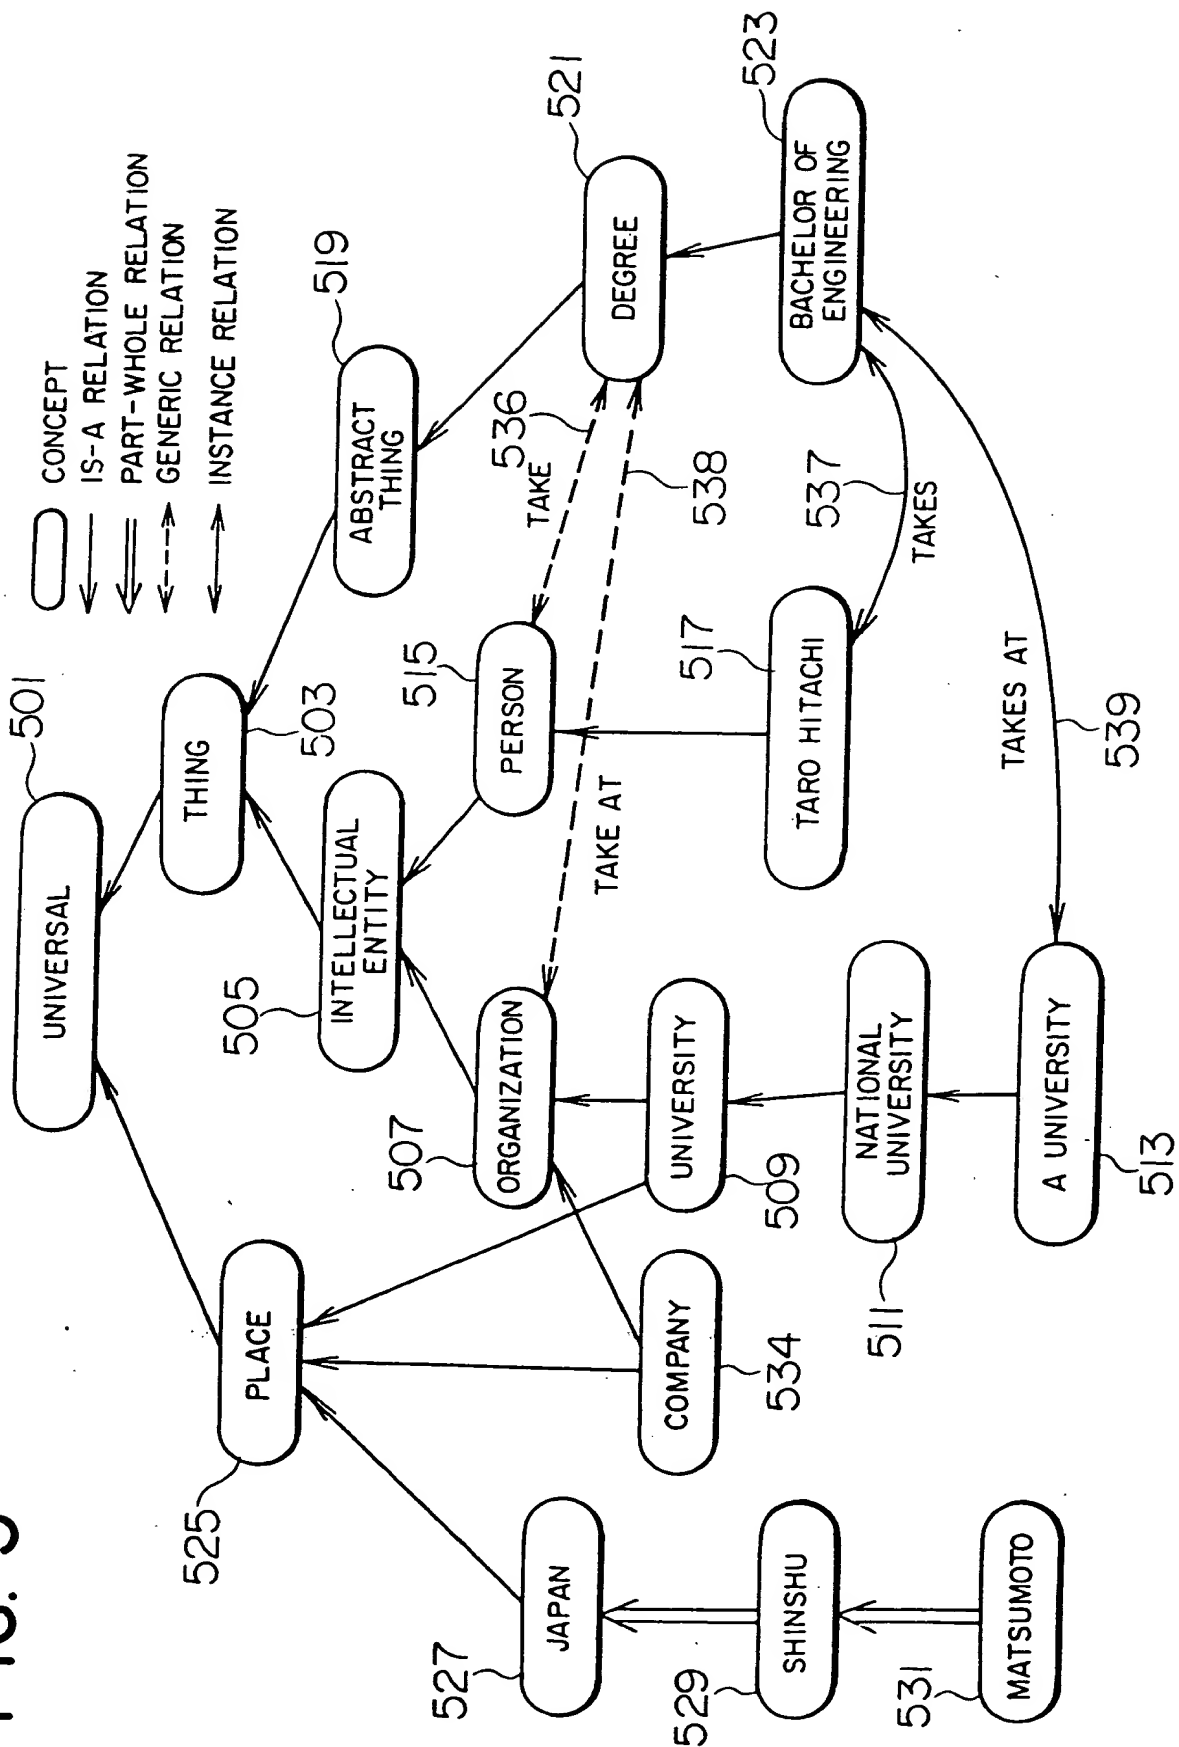 FIG. 5
CONCEPT
IS-A RELATION
PART-WHOLE RELATION
GENERIC RELATION
INSTANCE RELATION
501
UNIVERSAL
THING
503
519
ABSTRACT
THING
525
PLACE
505
INTELLECTUAL
ENTITY
515
PERSON
TAKE
536
521
DEGREE
538
507
ORGANIZATION
TAKE AT
527
JAPAN
COMPANY
534
UNIVERSITY
509
517
TARO HITACHI
537
TAKES
523
BACHELOR OF
ENGINEERING
529
SHINSHU
511
NATIONAL
UNIVERSITY
TAKES AT
539
531
MATSUMOTO
A UNIVERSITY
513